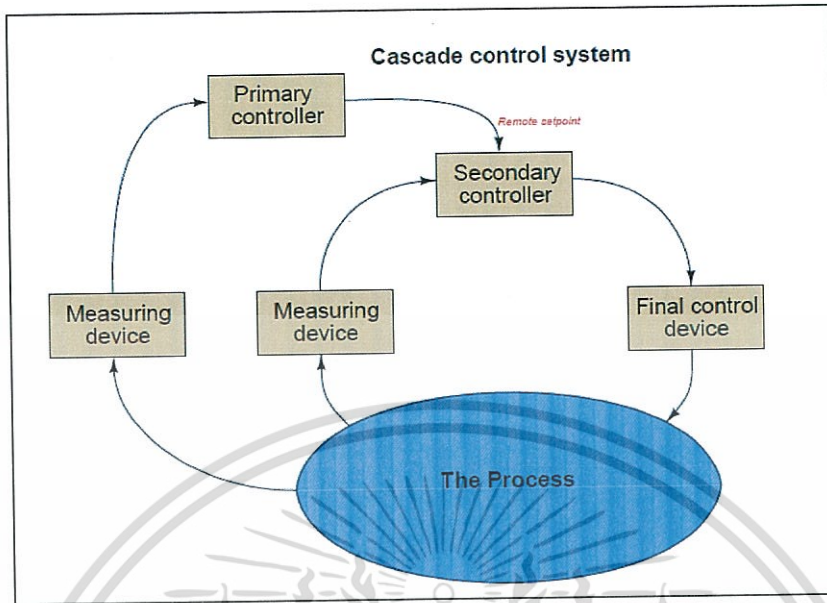 Cascade control system
Primary
controller
Remote setpoint
Secondary
controller
Measuring
device
Measuring
device
Final control
device
The Process